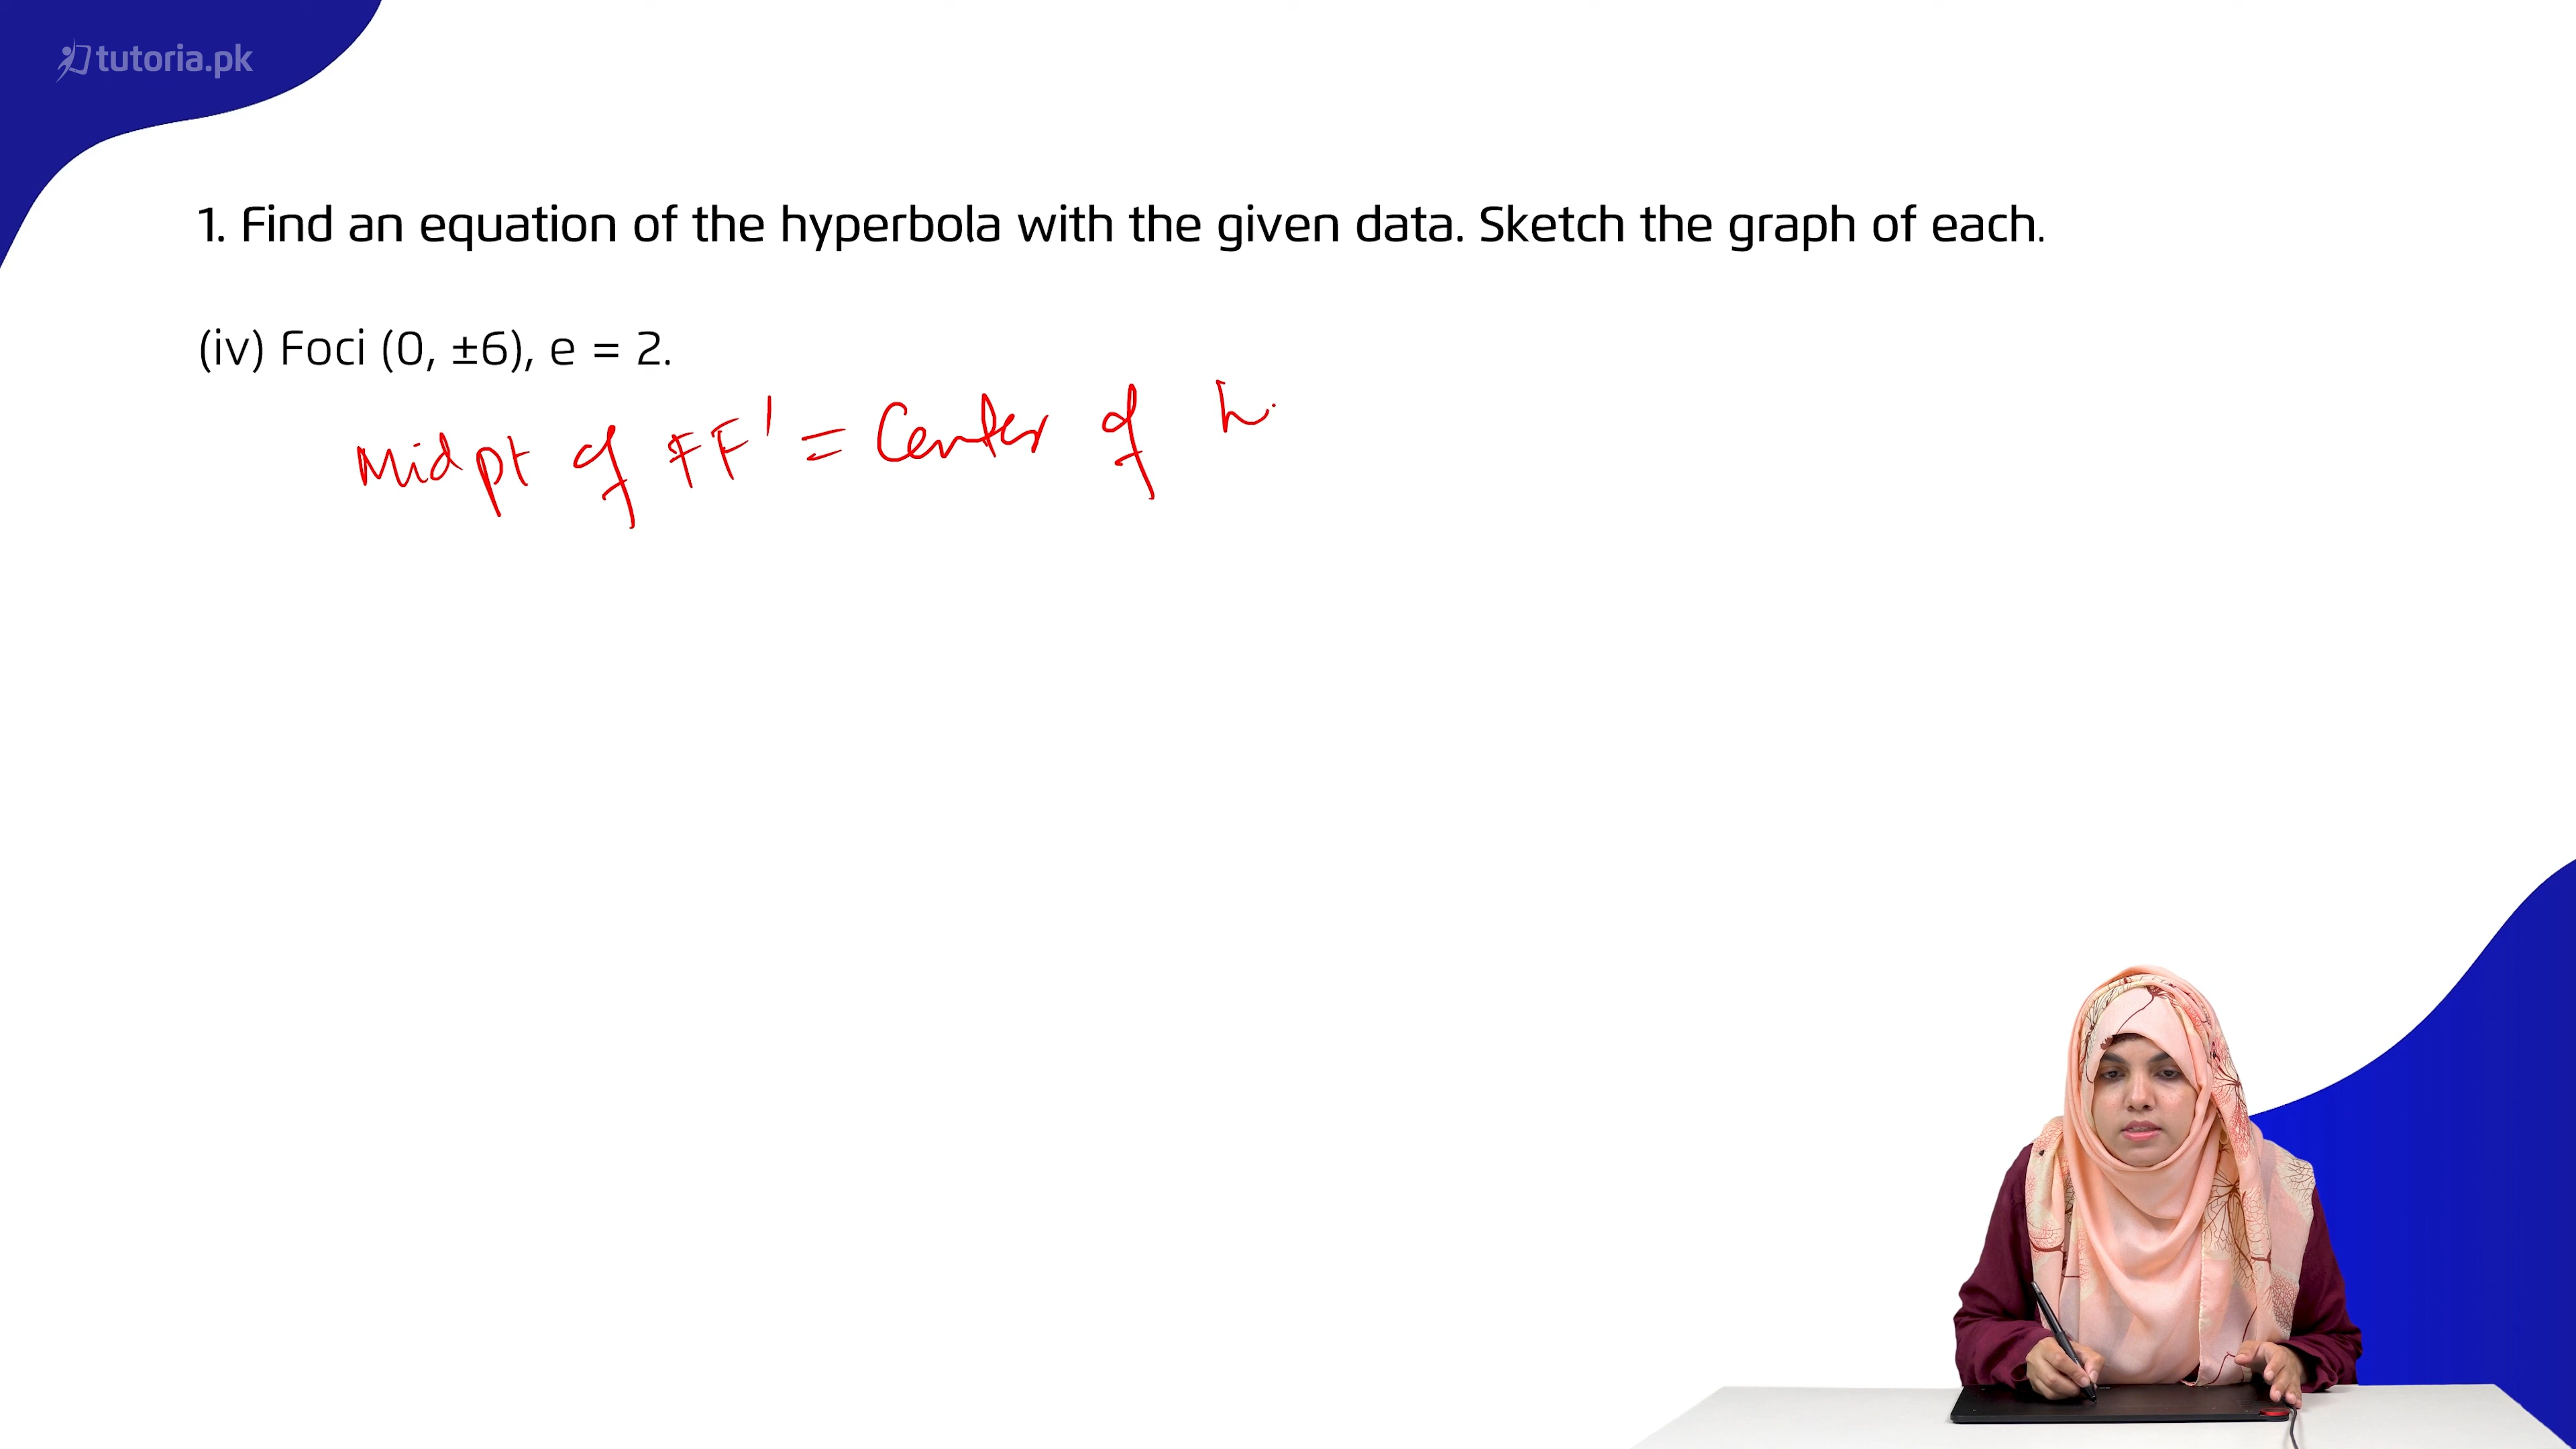 tutoria.pk
1. Find an equation of the hyperbola with the given data. Sketch the graph of each.
(iv) Foci (0, ±6), e = 2.
Mid pt of FF' = Center of h